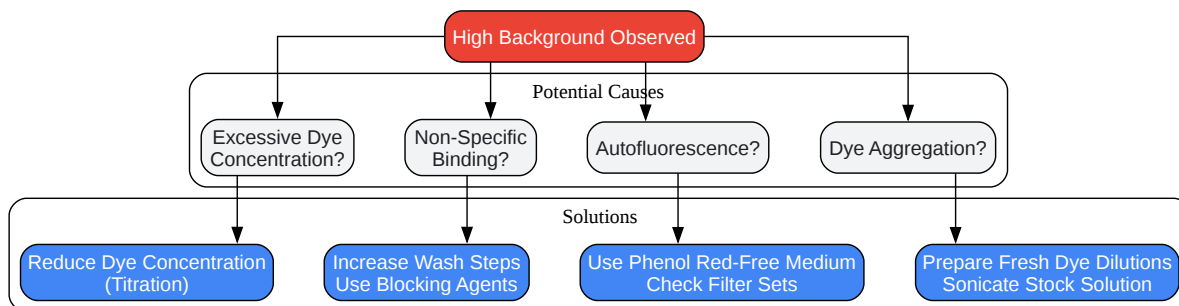 High Background Observed
Potential Causes
Excessive Dye
Concentration?
Non-Specific
Binding?
Autofluorescence?
Dye Aggregation?
Solutions
Reduce Dye Concentration
(Titration)
Increase Wash Steps
Use Blocking Agents
Use Phenol Red-Free Medium
Check Filter Sets
Prepare Fresh Dye Dilutions
Sonicate Stock Solution